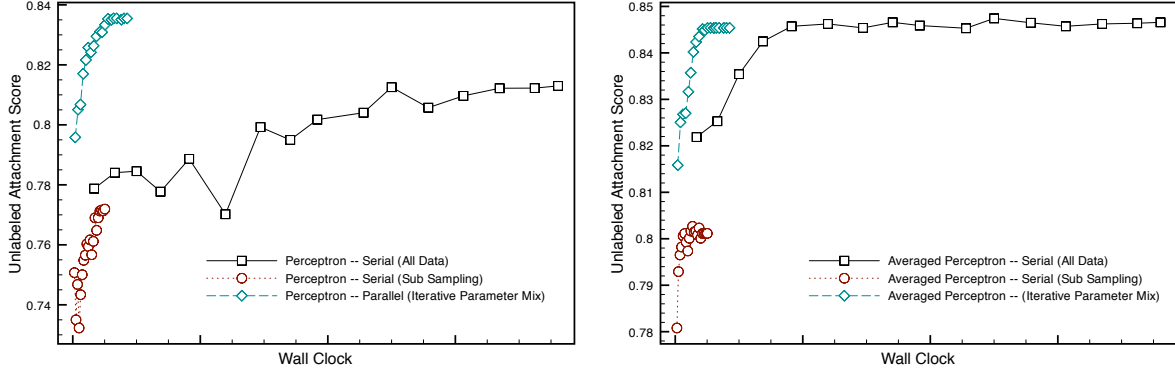 0.84
0.82
0.8
0.78
0.76
0.74
Unlabeled Attachment Score
Perceptron -- Serial (All Data)
Perceptron -- Serial (Sub Sampling)
Perceptron -- Parallel (Iterative Parameter Mix)
Wall Clock
0.85
0.84
0.83
0.82
0.81
0.8
0.79
0.78
Unlabeled Attachment Score
Averaged Perceptron -- Serial (All Data)
Averaged Perceptron -- Serial (Sub Sampling)
Averaged Perceptron -- (Iterative Parameter Mix)
Wall Clock